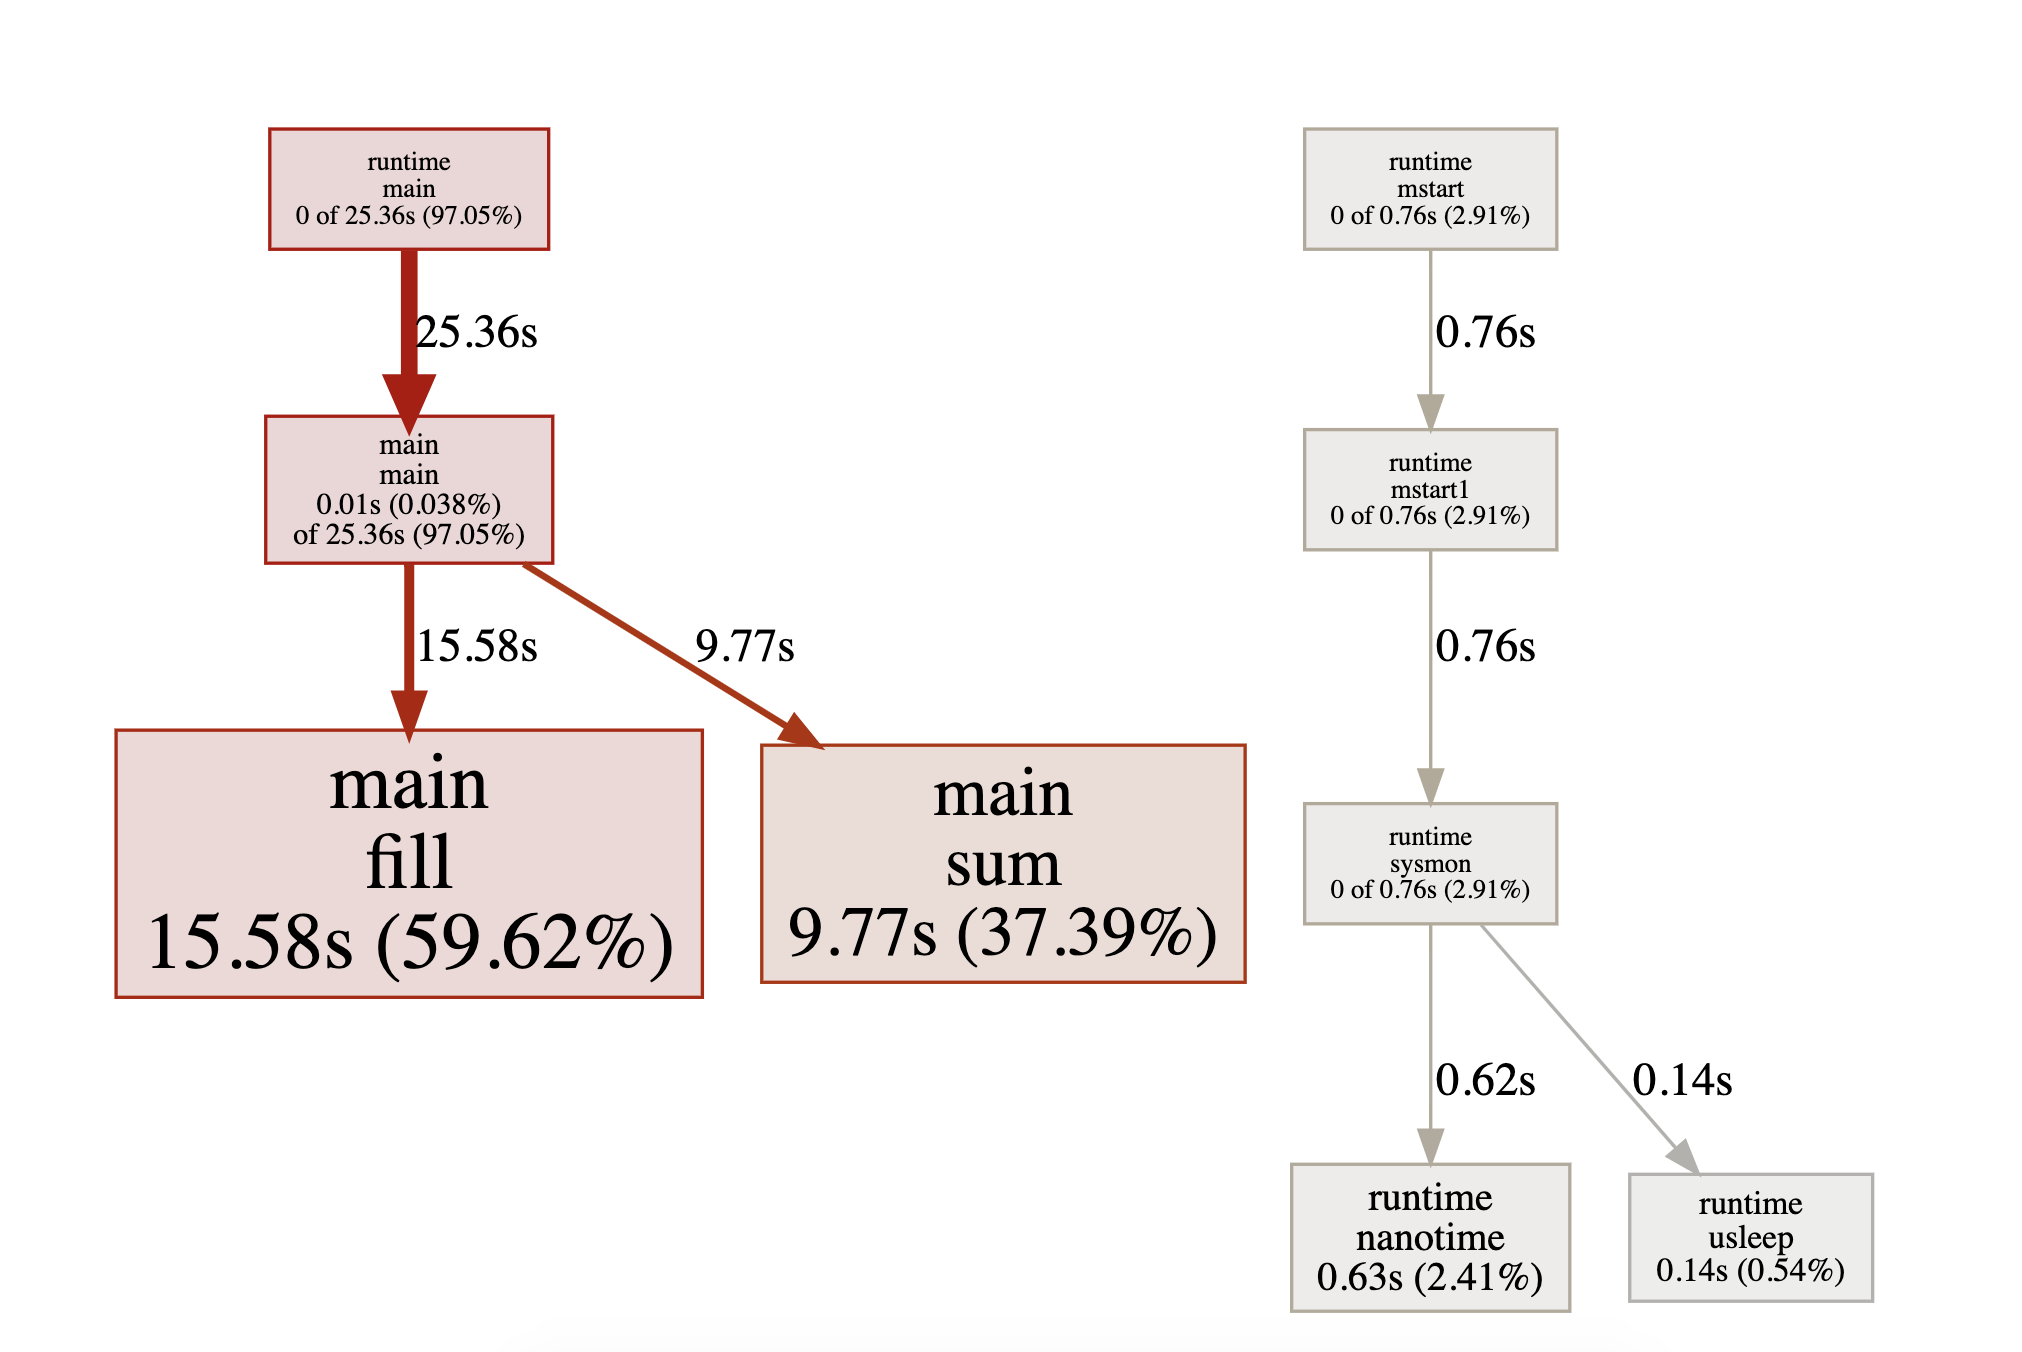 runtime
main
0 of 25.36s (97.05%)
25.36s
main
main
0.01s (0.038%)
of 25.36s (97.05%)
15.58s
9.77s
main
fill
15.58s (59.62%)
main
sum
9.77s (37.39%)
runtime
mstart
0 of 0.76s (2.91%)
0.76s
runtime
mstart1
0 of 0.76s (2.91%)
0.76s
runtime
sysmon
0 of 0.76s (2.91%)
0.62s
0.14s
runtime
nanotime
0.63s (2.41%)
runtime
usleep
0.14s (0.54%)